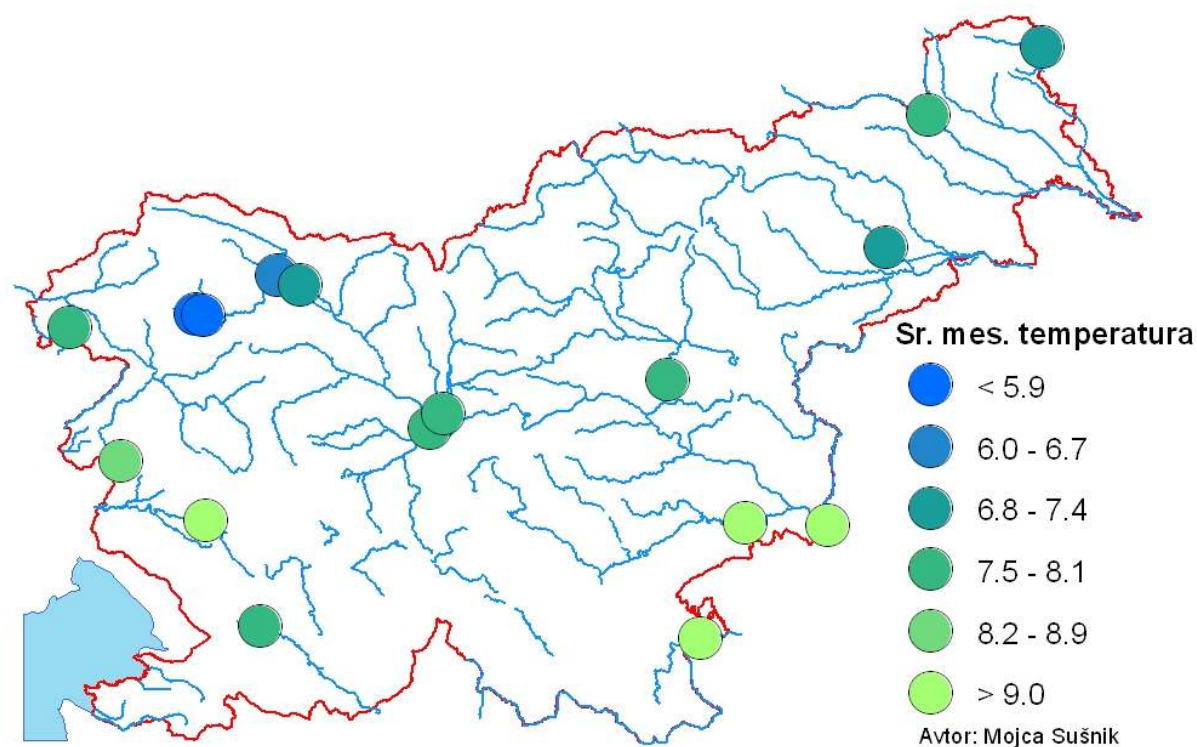 Sr. mes. temperatura
< 5.9
6.0 - 6.7
6.8 - 7.4
7.5 - 8.1
8.2 - 8.9
> 9.0
Avtor: Mojca Sušnik